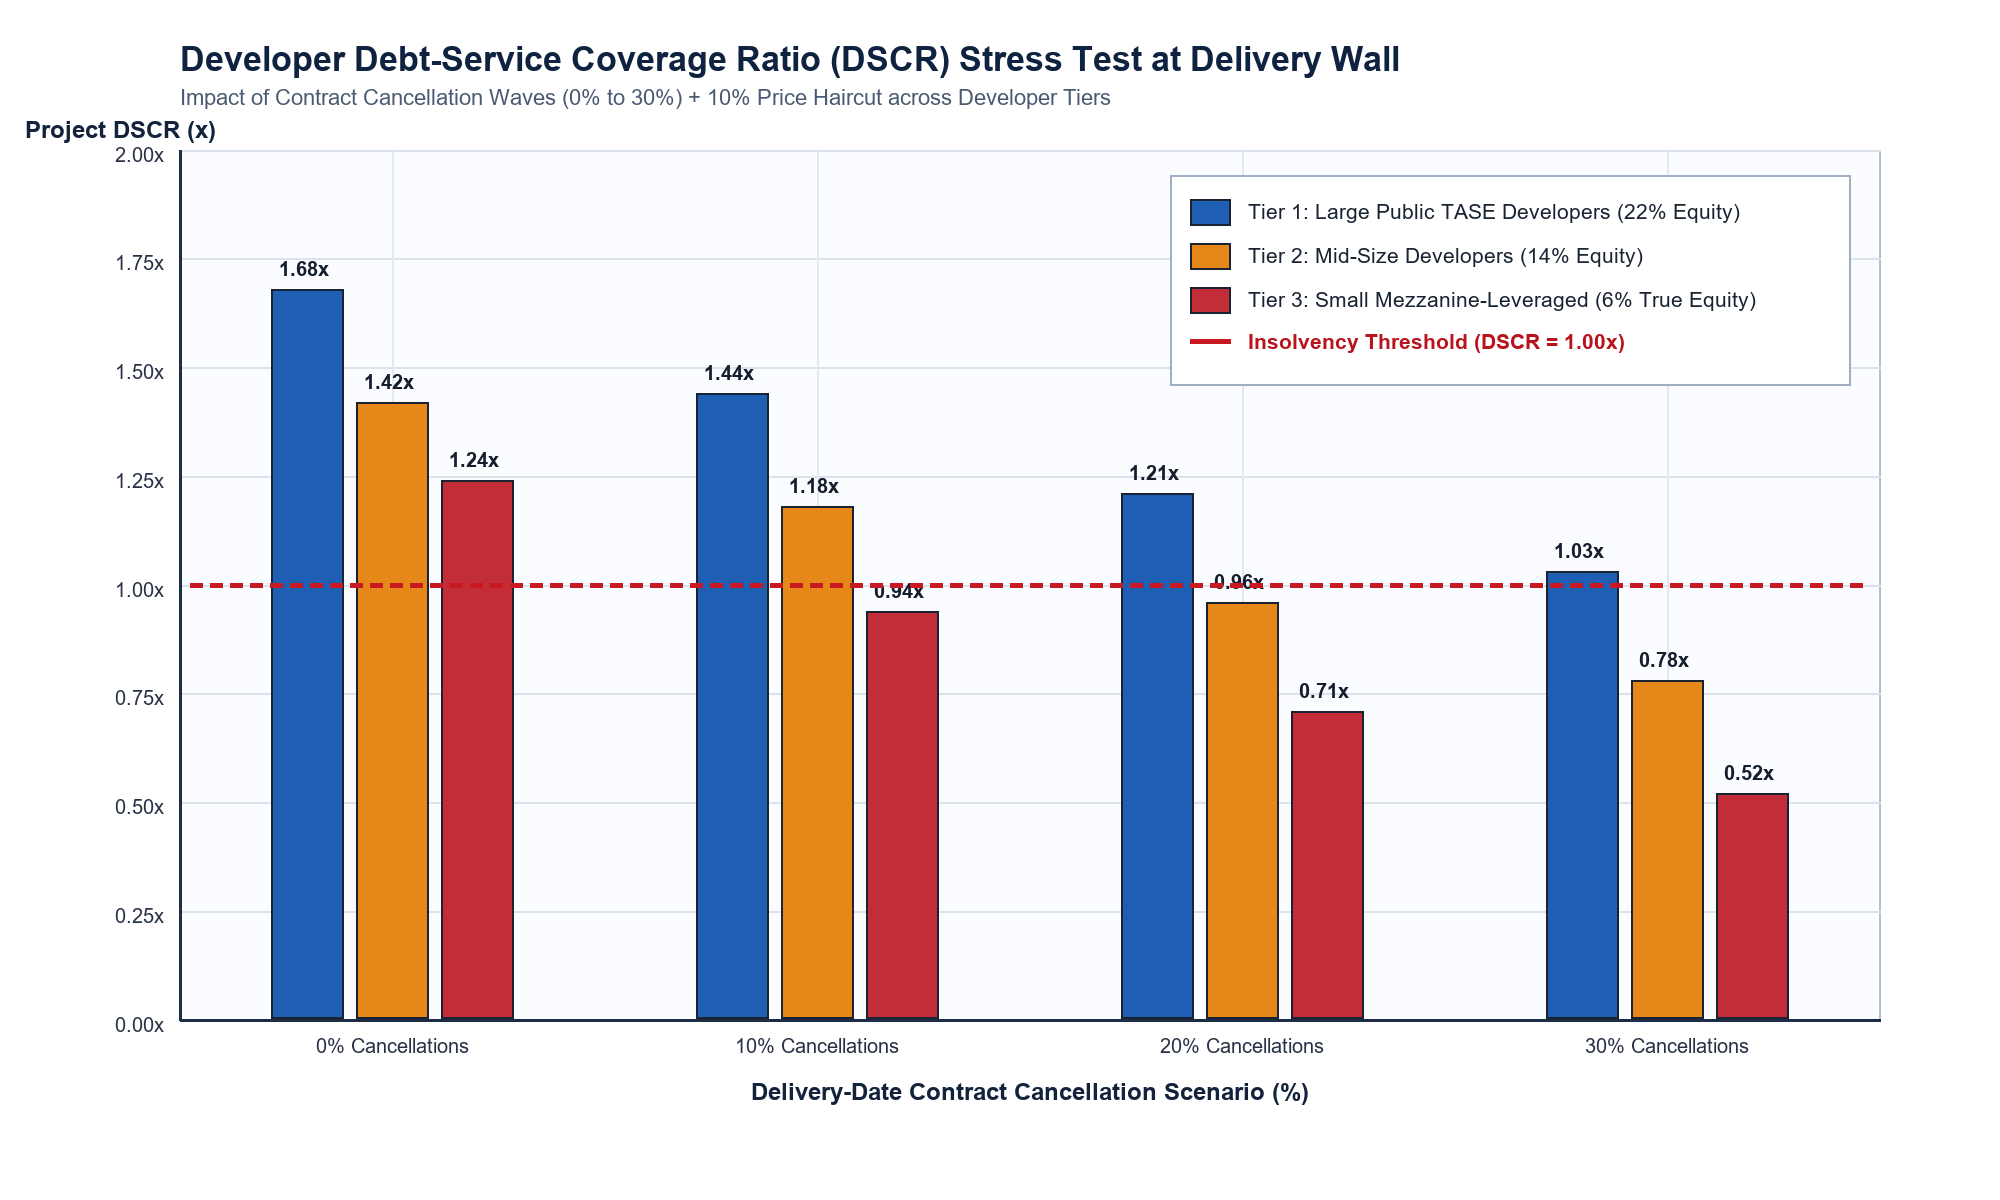 Developer Debt-Service Coverage Ratio (DSCR) Stress Test at Delivery Wall
Impact of Contract Cancellation Waves (0% to 30%) + 10% Price Haircut across Developer Tiers
Project DSCR (x)
2.00x
1.75x
1.50x
1.25x
1.00x
0.75x
0.50x
0.25x
0.00x
Tier 1: Large Public TASE Developers (22% Equity)
Tier 2: Mid-Size Developers (14% Equity)
Tier 3: Small Mezzanine-Leveraged (6% True Equity)
Insolvency Threshold (DSCR = 1.00x)
1.68x
1.42x
1.24x
1.44x
1.18x
0.94x
1.21x
0.96x
0.71x
1.03x
0.78x
0.52x
0% Cancellations
10% Cancellations
20% Cancellations
30% Cancellations
Delivery-Date Contract Cancellation Scenario (%)